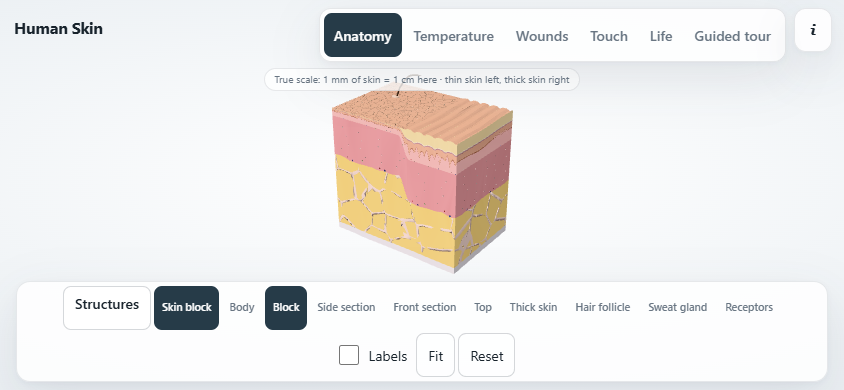 Human Skin
Anatomy Temperature Wounds Touch Life Guided tour i
True scale: 1 mm of skin = 1 cm here · thin skin left, thick skin right
Structures Skin block Body Block Side section Front section Top Thick skin Hair follicle Sweat gland Receptors
Labels Fit Reset